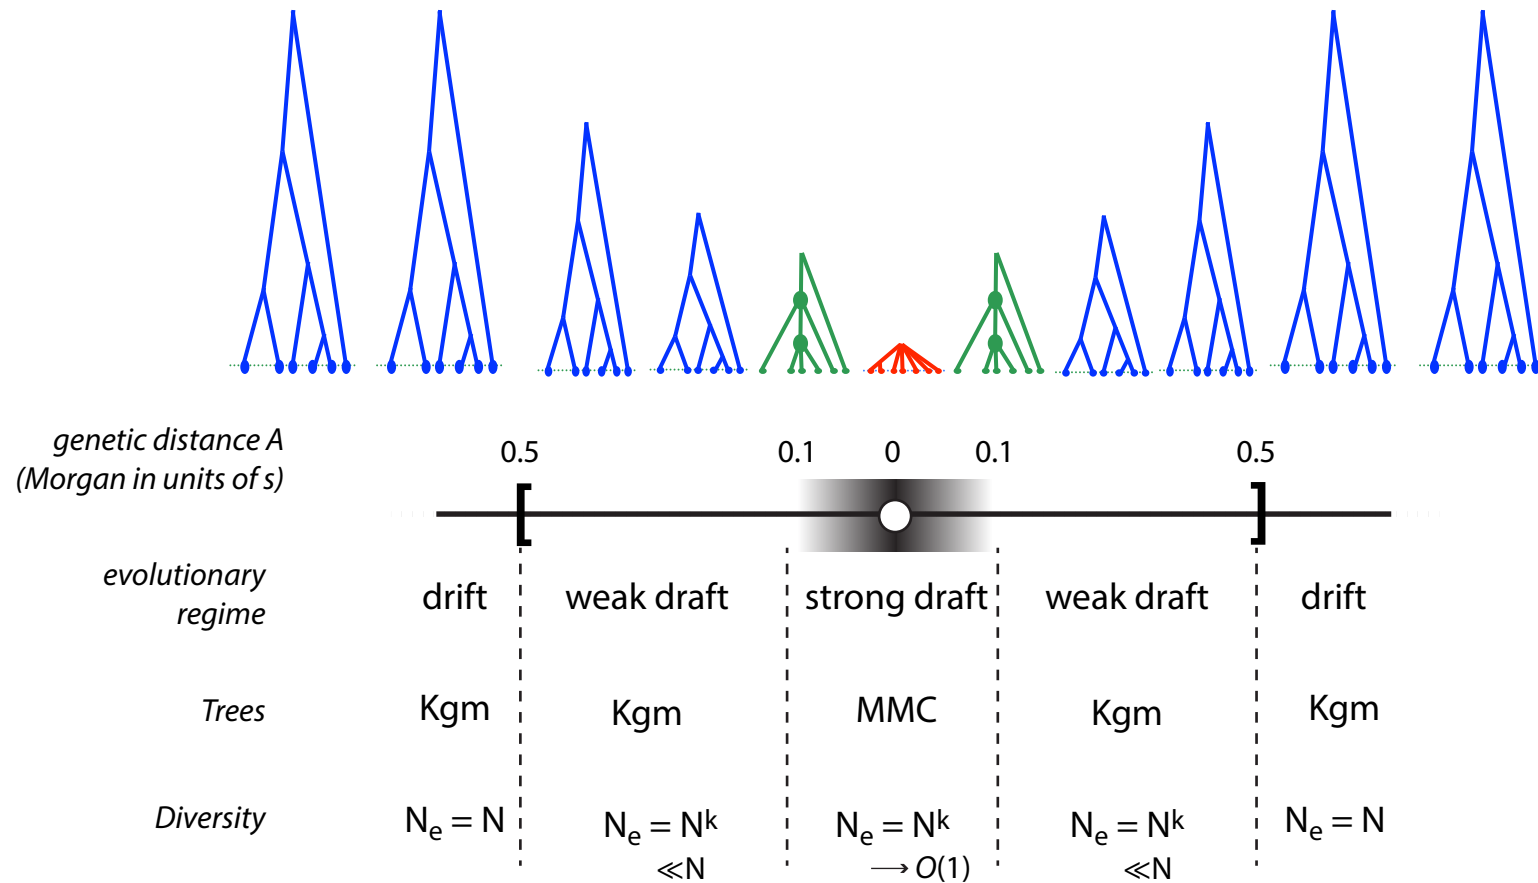 genetic distance A
(Morgan in units of s)
0.5 0.1 0 0.1 0.5
evolutionary
regime
drift weak draft strong draft weak draft drift
Trees
Kgm Kgm MMC Kgm Kgm
Diversity
Nₑ = N Nₑ = Nᵏ Nₑ = Nᵏ Nₑ = Nᵏ Nₑ = N
≪N → O(1) ≪N